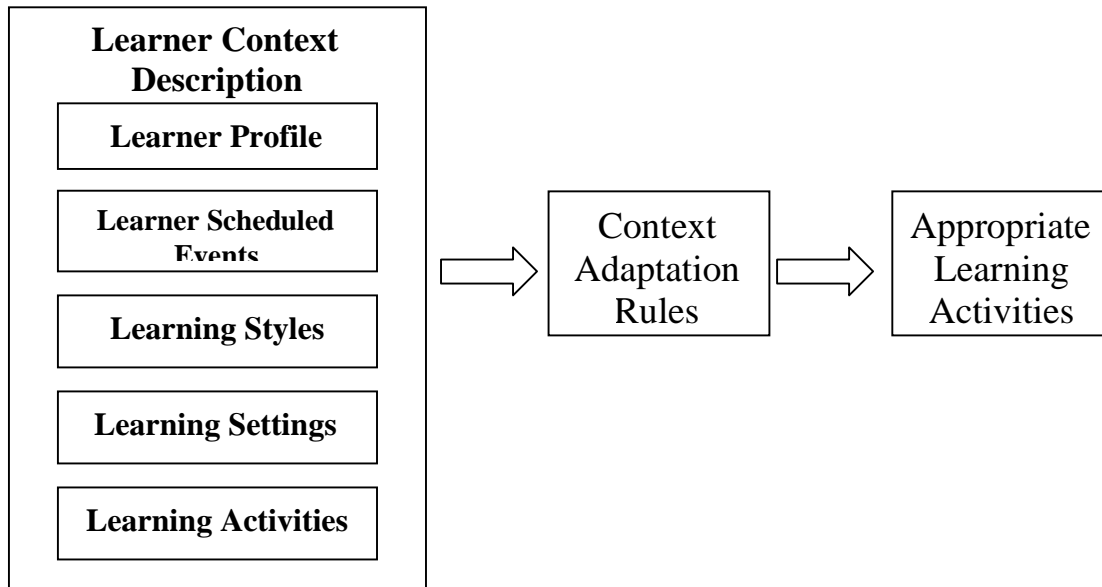 Learner Context
Description
Learner Profile
Learner Scheduled
Events
Learning Styles
Learning Settings
Learning Activities
Context
Adaptation
Rules
Appropriate
Learning
Activities